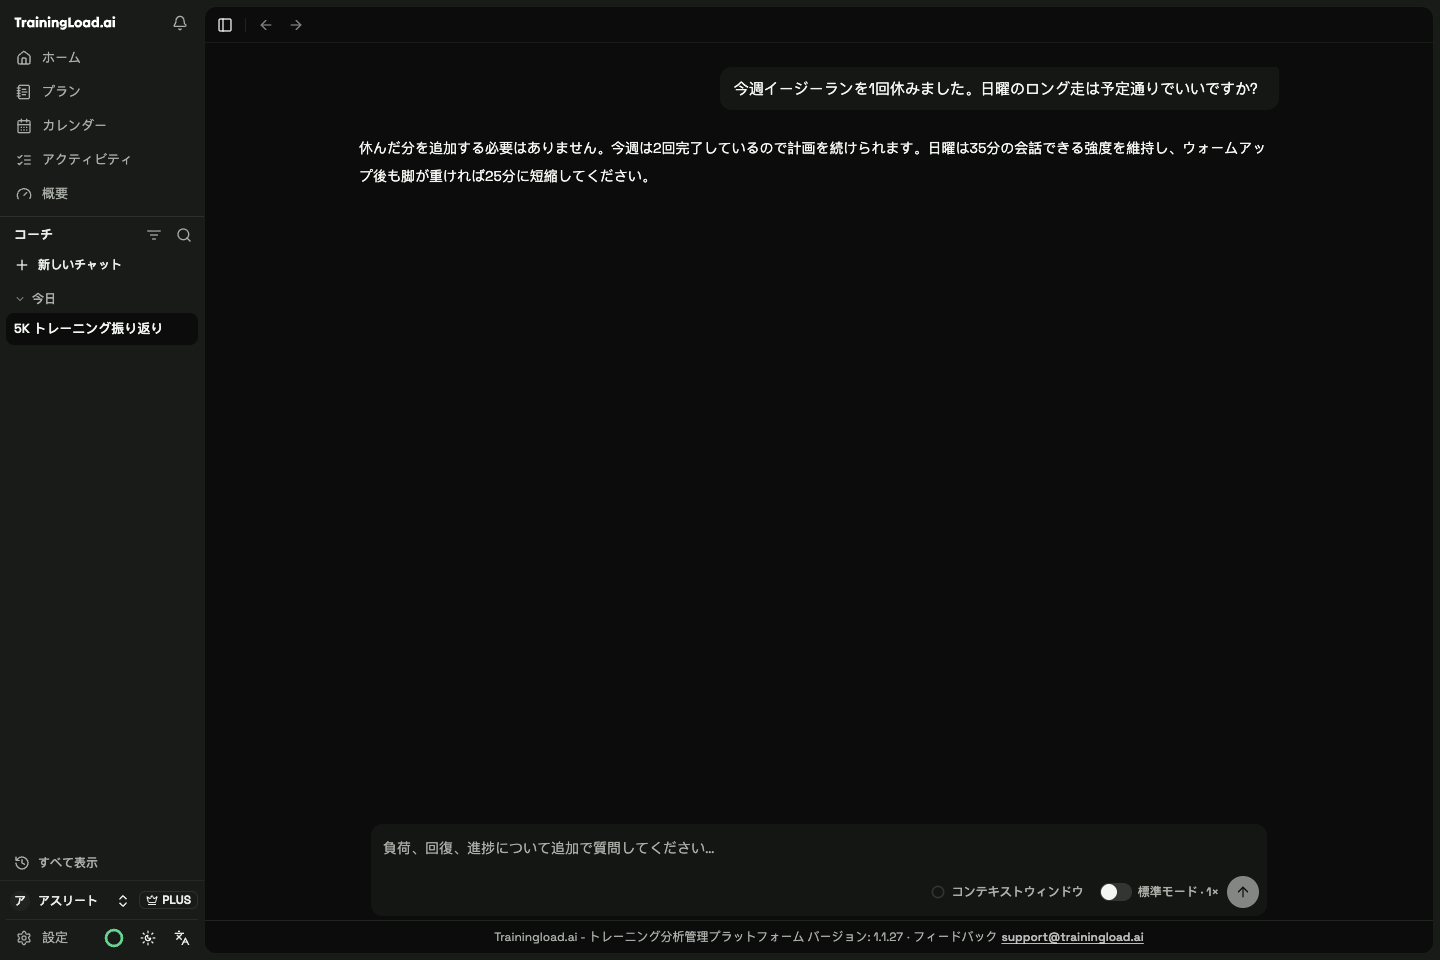 TrainingLoad.ai
ホーム
プラン
カレンダー
アクティビティ
概要
コーチ
新しいチャット
今日
5K トレーニング振り返り
今週イージーランを1回休みました。日曜のロング走は予定通りでいいですか?
休んだ分を追加する必要はありません。今週は2回完了しているので計画を続けられます。日曜は35分の会話できる強度を維持し、ウォームアッ
プ後も脚が重ければ25分に短縮してください。
負荷、回復、進捗について追加で質問してください...
コンテキストウィンドウ
標準モード · 1×
すべて表示
ア アスリート PLUS
設定
Trainingload.ai - トレーニング分析管理プラットフォーム バージョン: 1.1.27 · フィードバック support@trainingload.ai